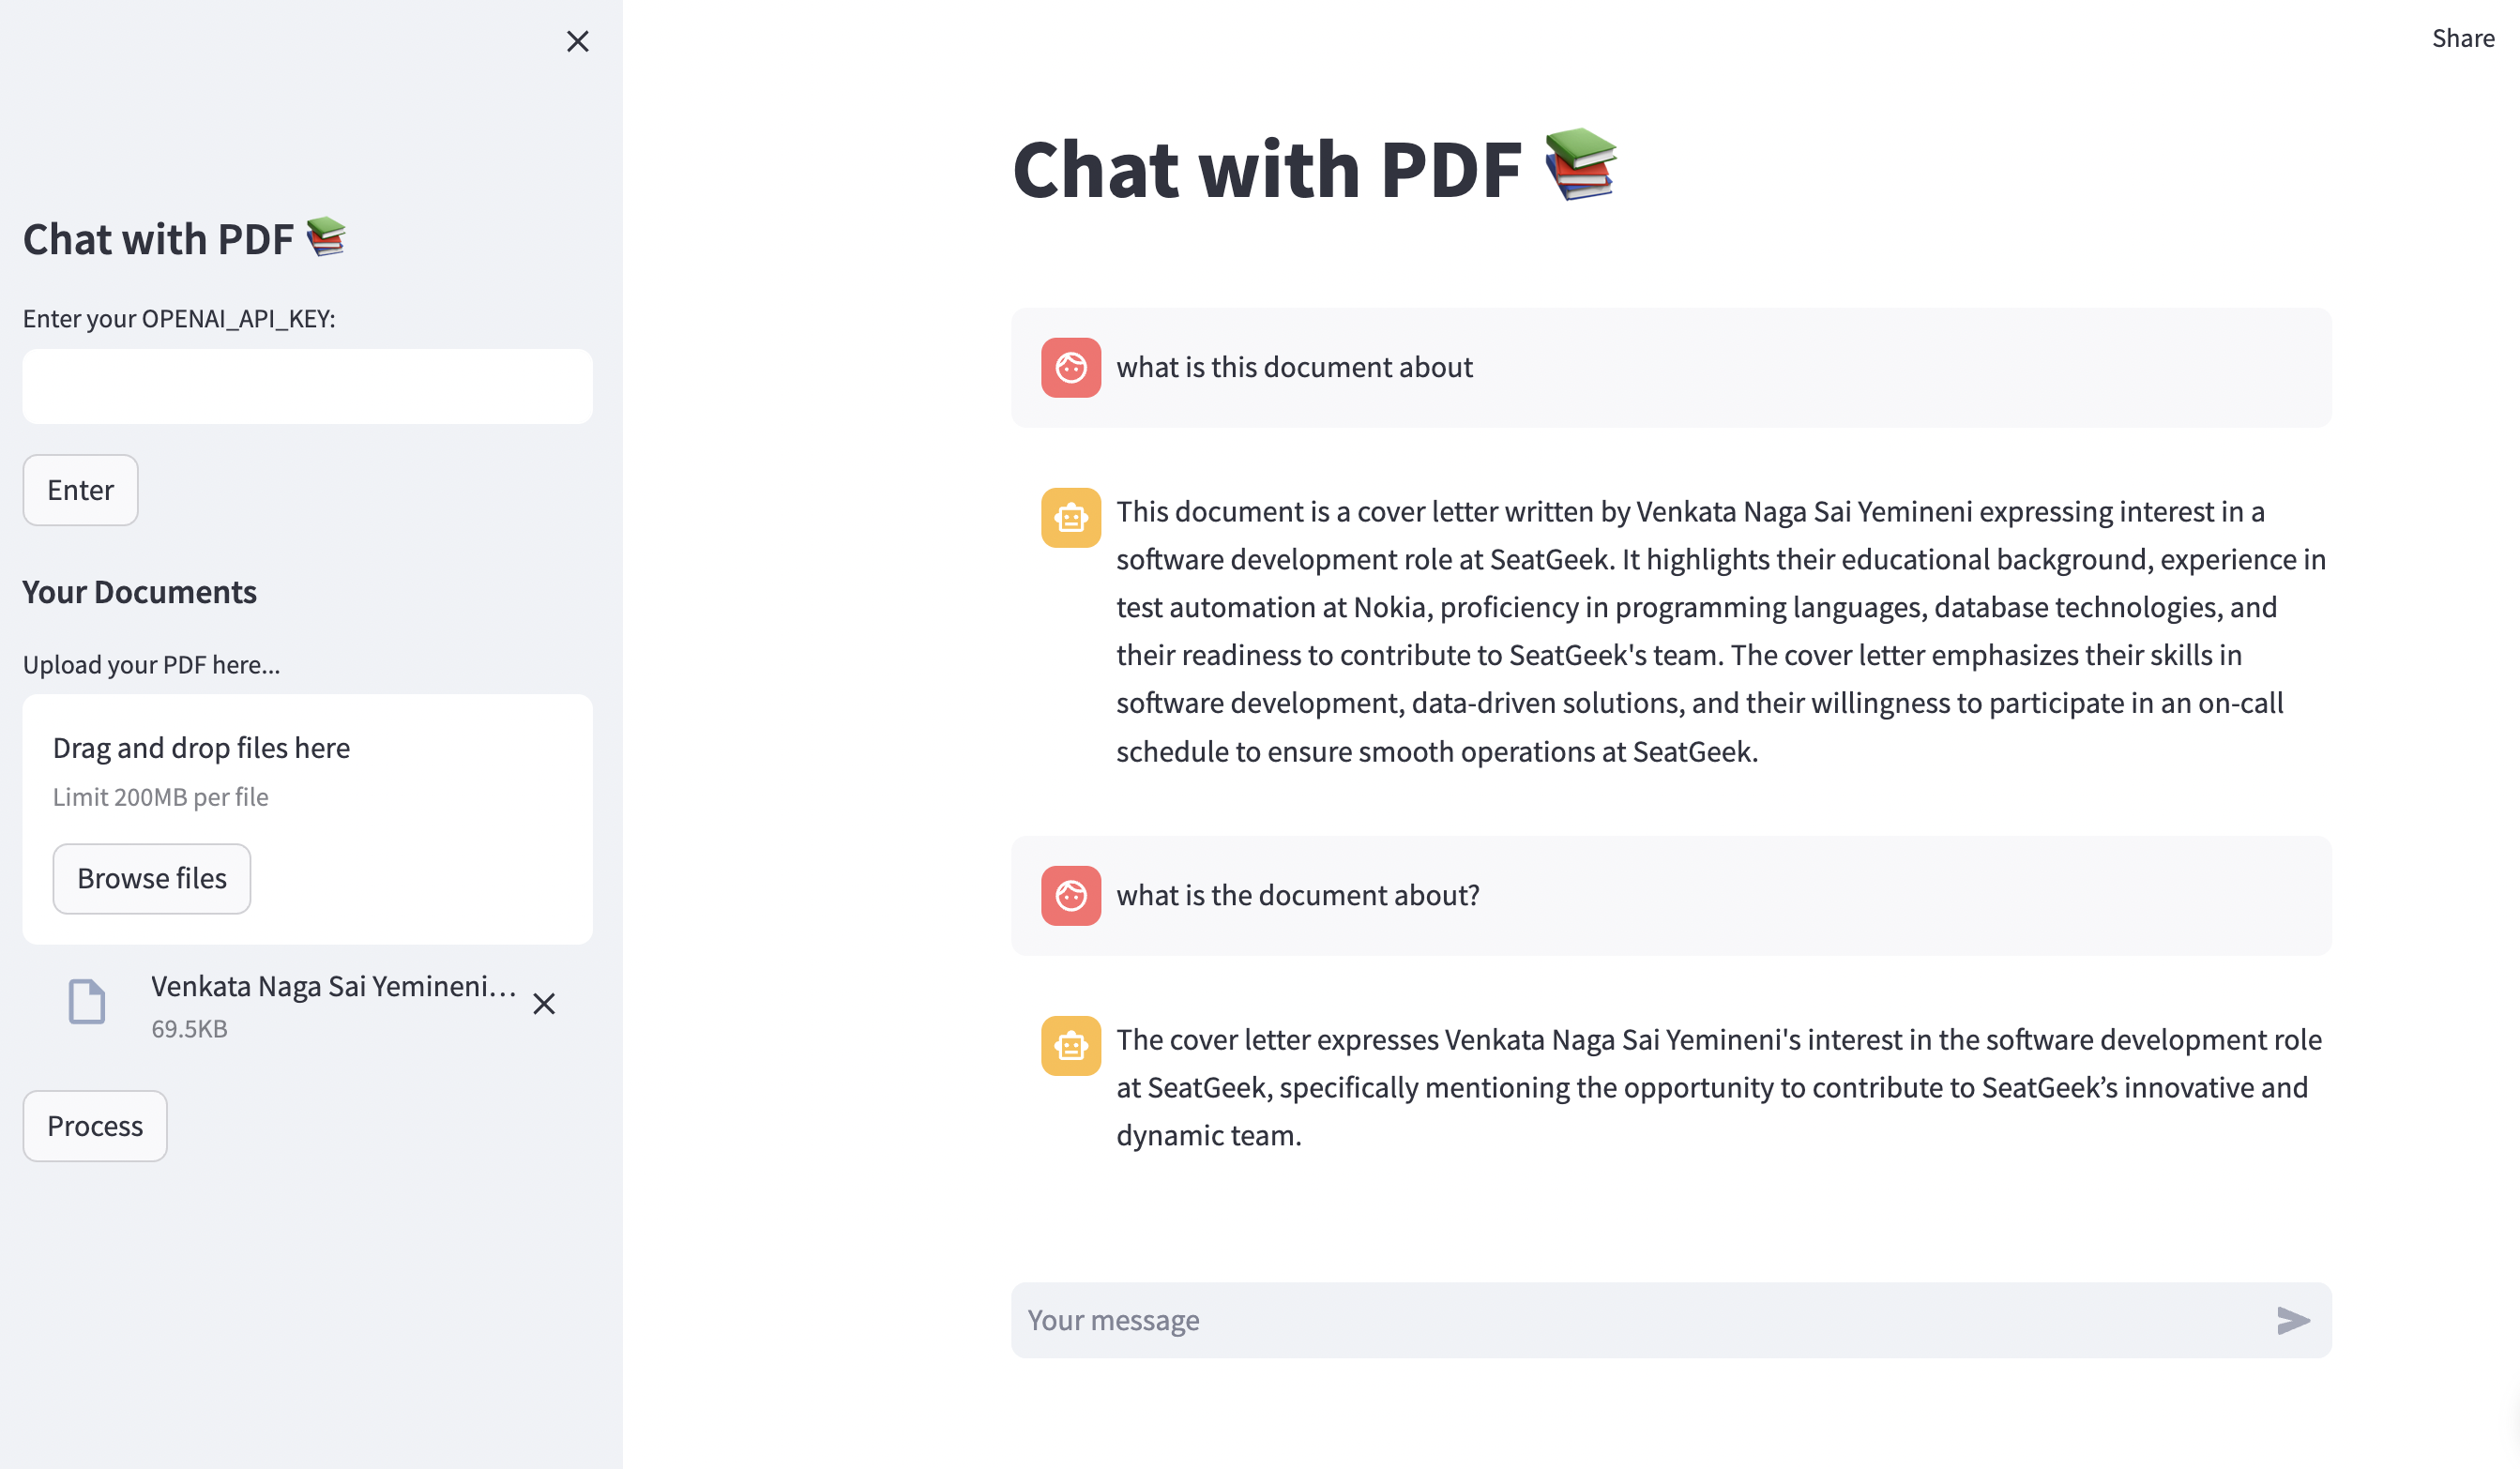 Chat with PDF 📚
Enter your OPENAI_API_KEY:
Enter
Your Documents
Upload your PDF here...
Drag and drop files here
Limit 200MB per file
Browse files
Venkata Naga Sai Yemineni...
69.5KB
Process
Share
Chat with PDF 📚
what is this document about
This document is a cover letter written by Venkata Naga Sai Yemineni expressing interest in a
software development role at SeatGeek. It highlights their educational background, experience in
test automation at Nokia, proficiency in programming languages, database technologies, and
their readiness to contribute to SeatGeek's team. The cover letter emphasizes their skills in
software development, data-driven solutions, and their willingness to participate in an on-call
schedule to ensure smooth operations at SeatGeek.
what is the document about?
The cover letter expresses Venkata Naga Sai Yemineni's interest in the software development role
at SeatGeek, specifically mentioning the opportunity to contribute to SeatGeek’s innovative and
dynamic team.
Your message